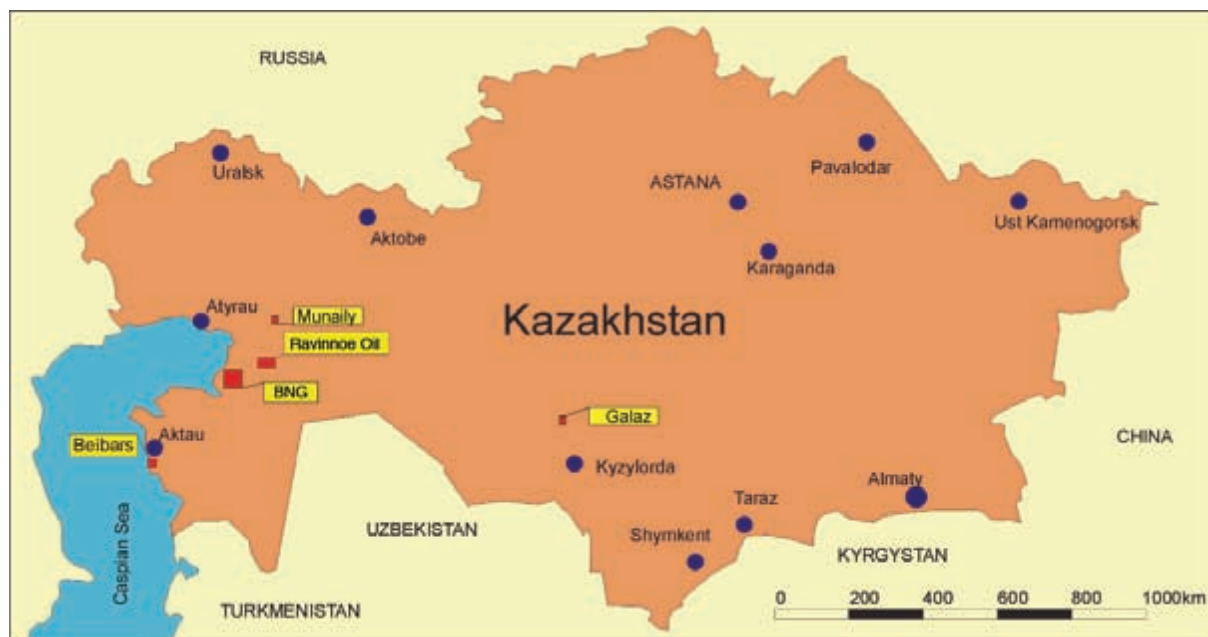 RUSSIA
Uralsk
Pavalodar
ASTANA
Ust Kamenogorsk
Aktobe
Karaganda
Atyrau
Munaily
Kazakhstan
Ravinnoe Oil
BNG
Galaz
Beibars
Aktau
CHINA
Kyzylorda
Almaty
Taraz
UZBEKISTAN
Shymkent
KYRGYSTAN
Caspian Sea
TURKMENISTAN
0 200 400 600 800 1000km